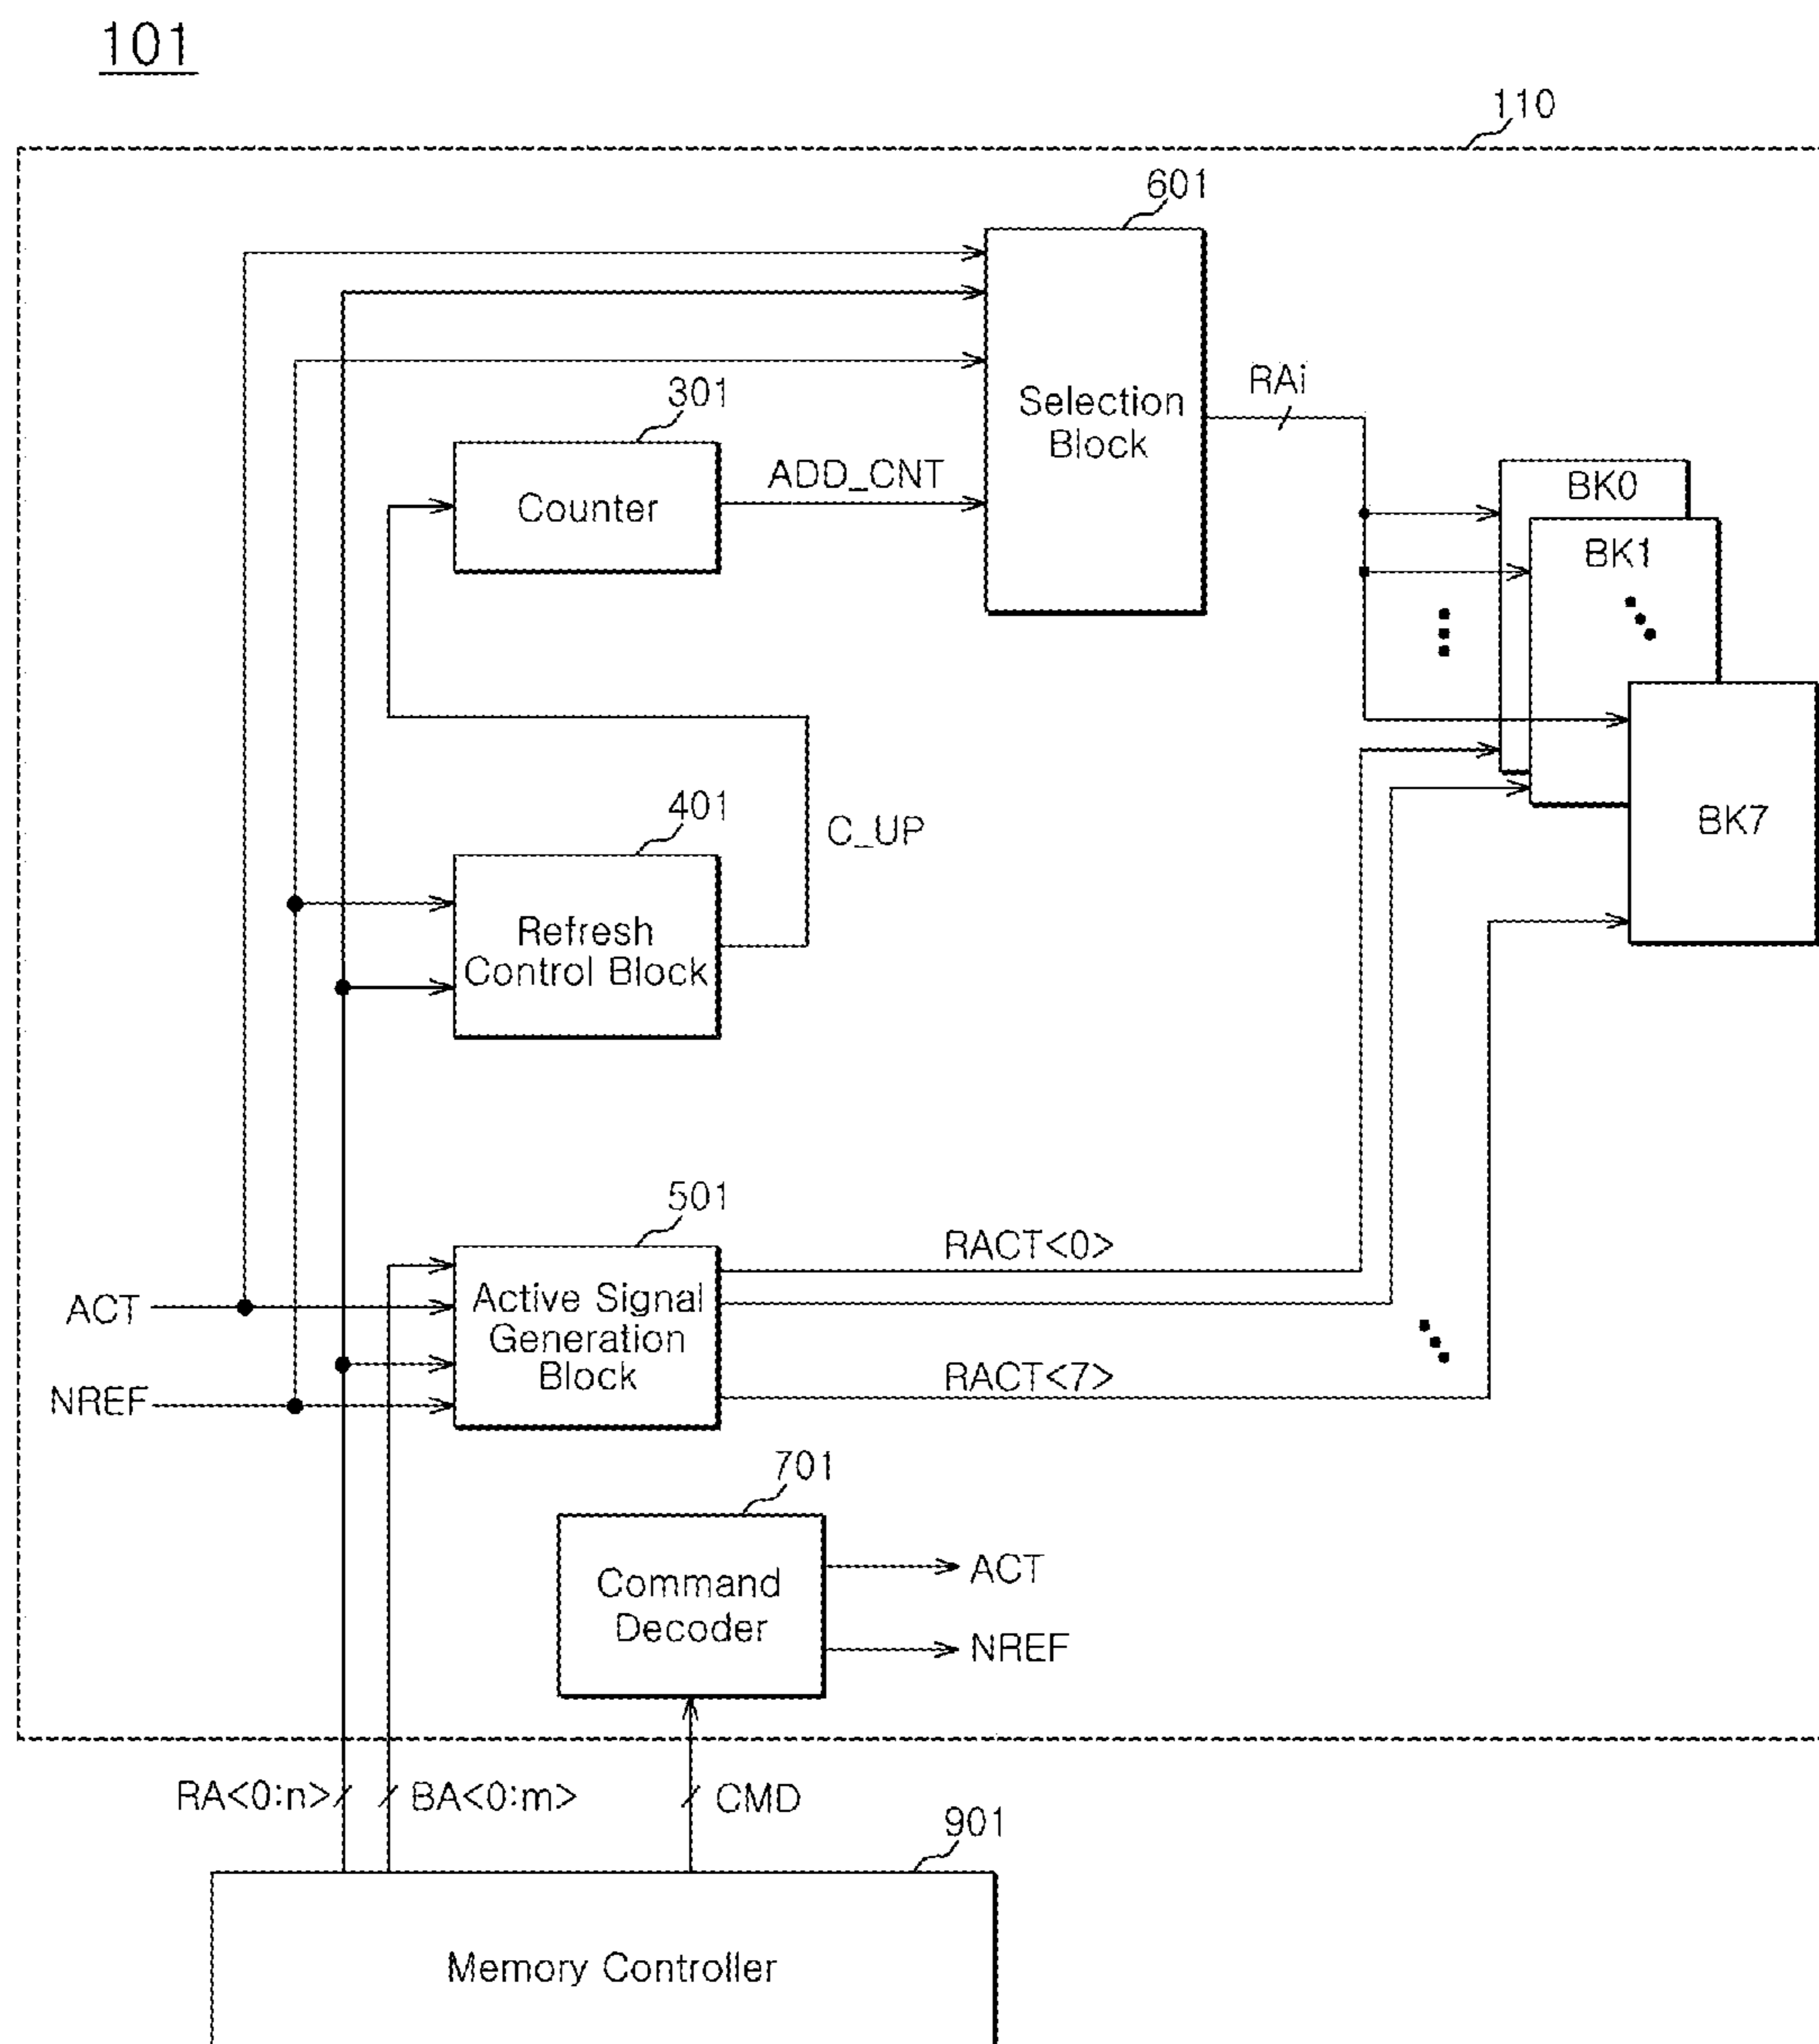 101
110
601
Selection
Block
RAi
301
Counter
ADD_CNT
BK0
BK1
BK7
401
Refresh
Control Block
C_UP
501
Active Signal
Generation
Block
ACT
NREF
RACT<0>
RACT<7>
701
Command
Decoder
ACT
NREF
RA<0:n>
BA<0:m>
CMD
901
Memory Controller